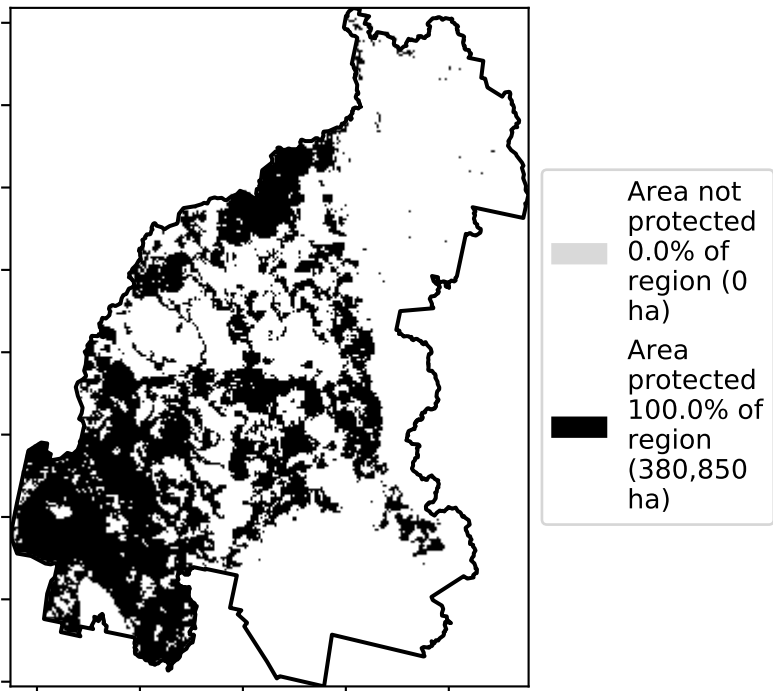 Area not
protected
0.0% of
region (0
ha)
Area
protected
100.0% of
region
(380,850
ha)